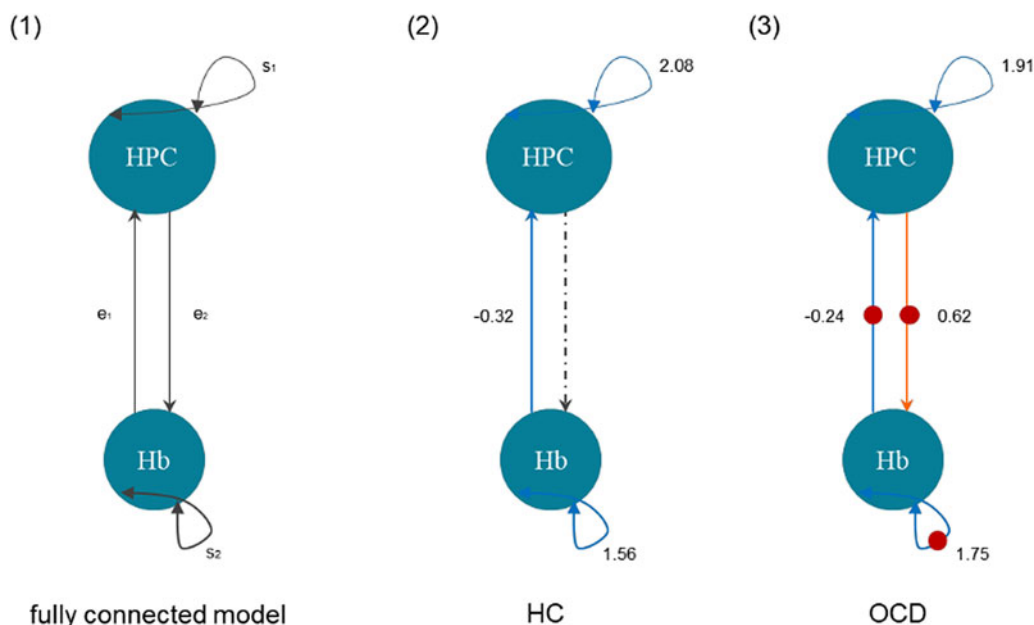 (1)
s₁
HPC
e₁
e₂
Hb
s₂
fully connected model
(2)
2.08
HPC
-0.32
Hb
1.56
HC
(3)
1.91
HPC
-0.24
0.62
Hb
1.75
OCD